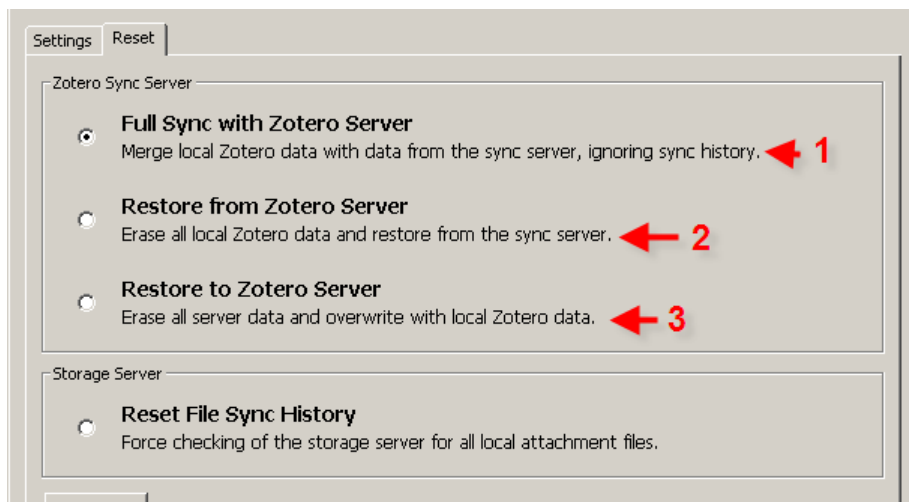 Settings Reset
Zotero Sync Server
Full Sync with Zotero Server
Merge local Zotero data with data from the sync server, ignoring sync history. 1
Restore from Zotero Server
Erase all local Zotero data and restore from the sync server. 2
Restore to Zotero Server
Erase all server data and overwrite with local Zotero data. 3
Storage Server
Reset File Sync History
Force checking of the storage server for all local attachment files.